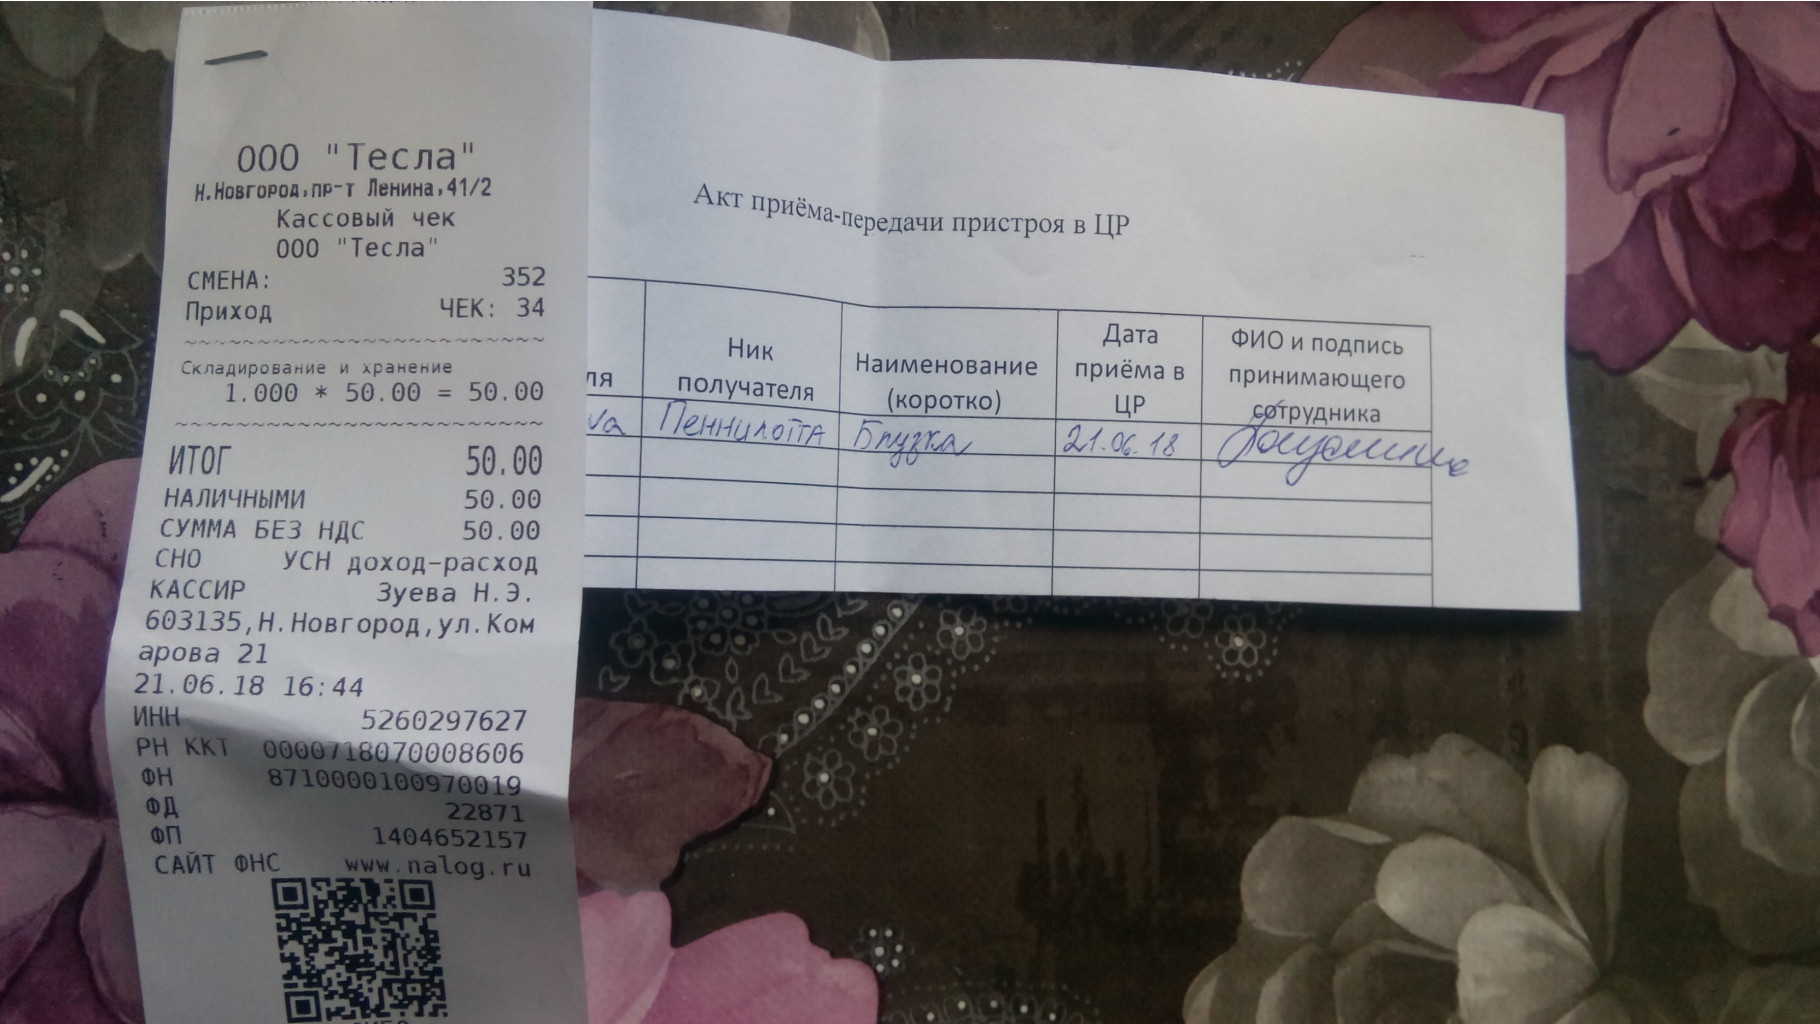 ООО "Тесла"
Н.Новгород,пр-т Ленина,41/2
Кассовый чек
ООО "Тесла"
СМЕНА: 352
Приход ЧЕК: 34
~~~~~~~~~~~~~~~~~~~~~~~~
Складирование и хранение
1.000 * 50.00 = 50.00
~~~~~~~~~~~~~~~~~~~~~~~~
ИТОГ 50.00
НАЛИЧНЫМИ 50.00
СУММА БЕЗ НДС 50.00
СНО УСН доход-расход
КАССИР Зуева Н.Э.
603135,Н.Новгород,ул.Ком
арова 21
21.06.18 16:44
ИНН 5260297627
РН ККТ 0000718070008606
ФН 8710000100970019
ФД 22871
ФП 1404652157
САЙТ ФНС www.nalog.ru
Акт приёма-передачи пристроя в ЦР
ля
Ник
получателя
Наименование
(коротко)
Дата
приёма в
ЦР
ФИО и подпись
принимающего
сотрудника
va Пеннилотта Блузка 21.06.18